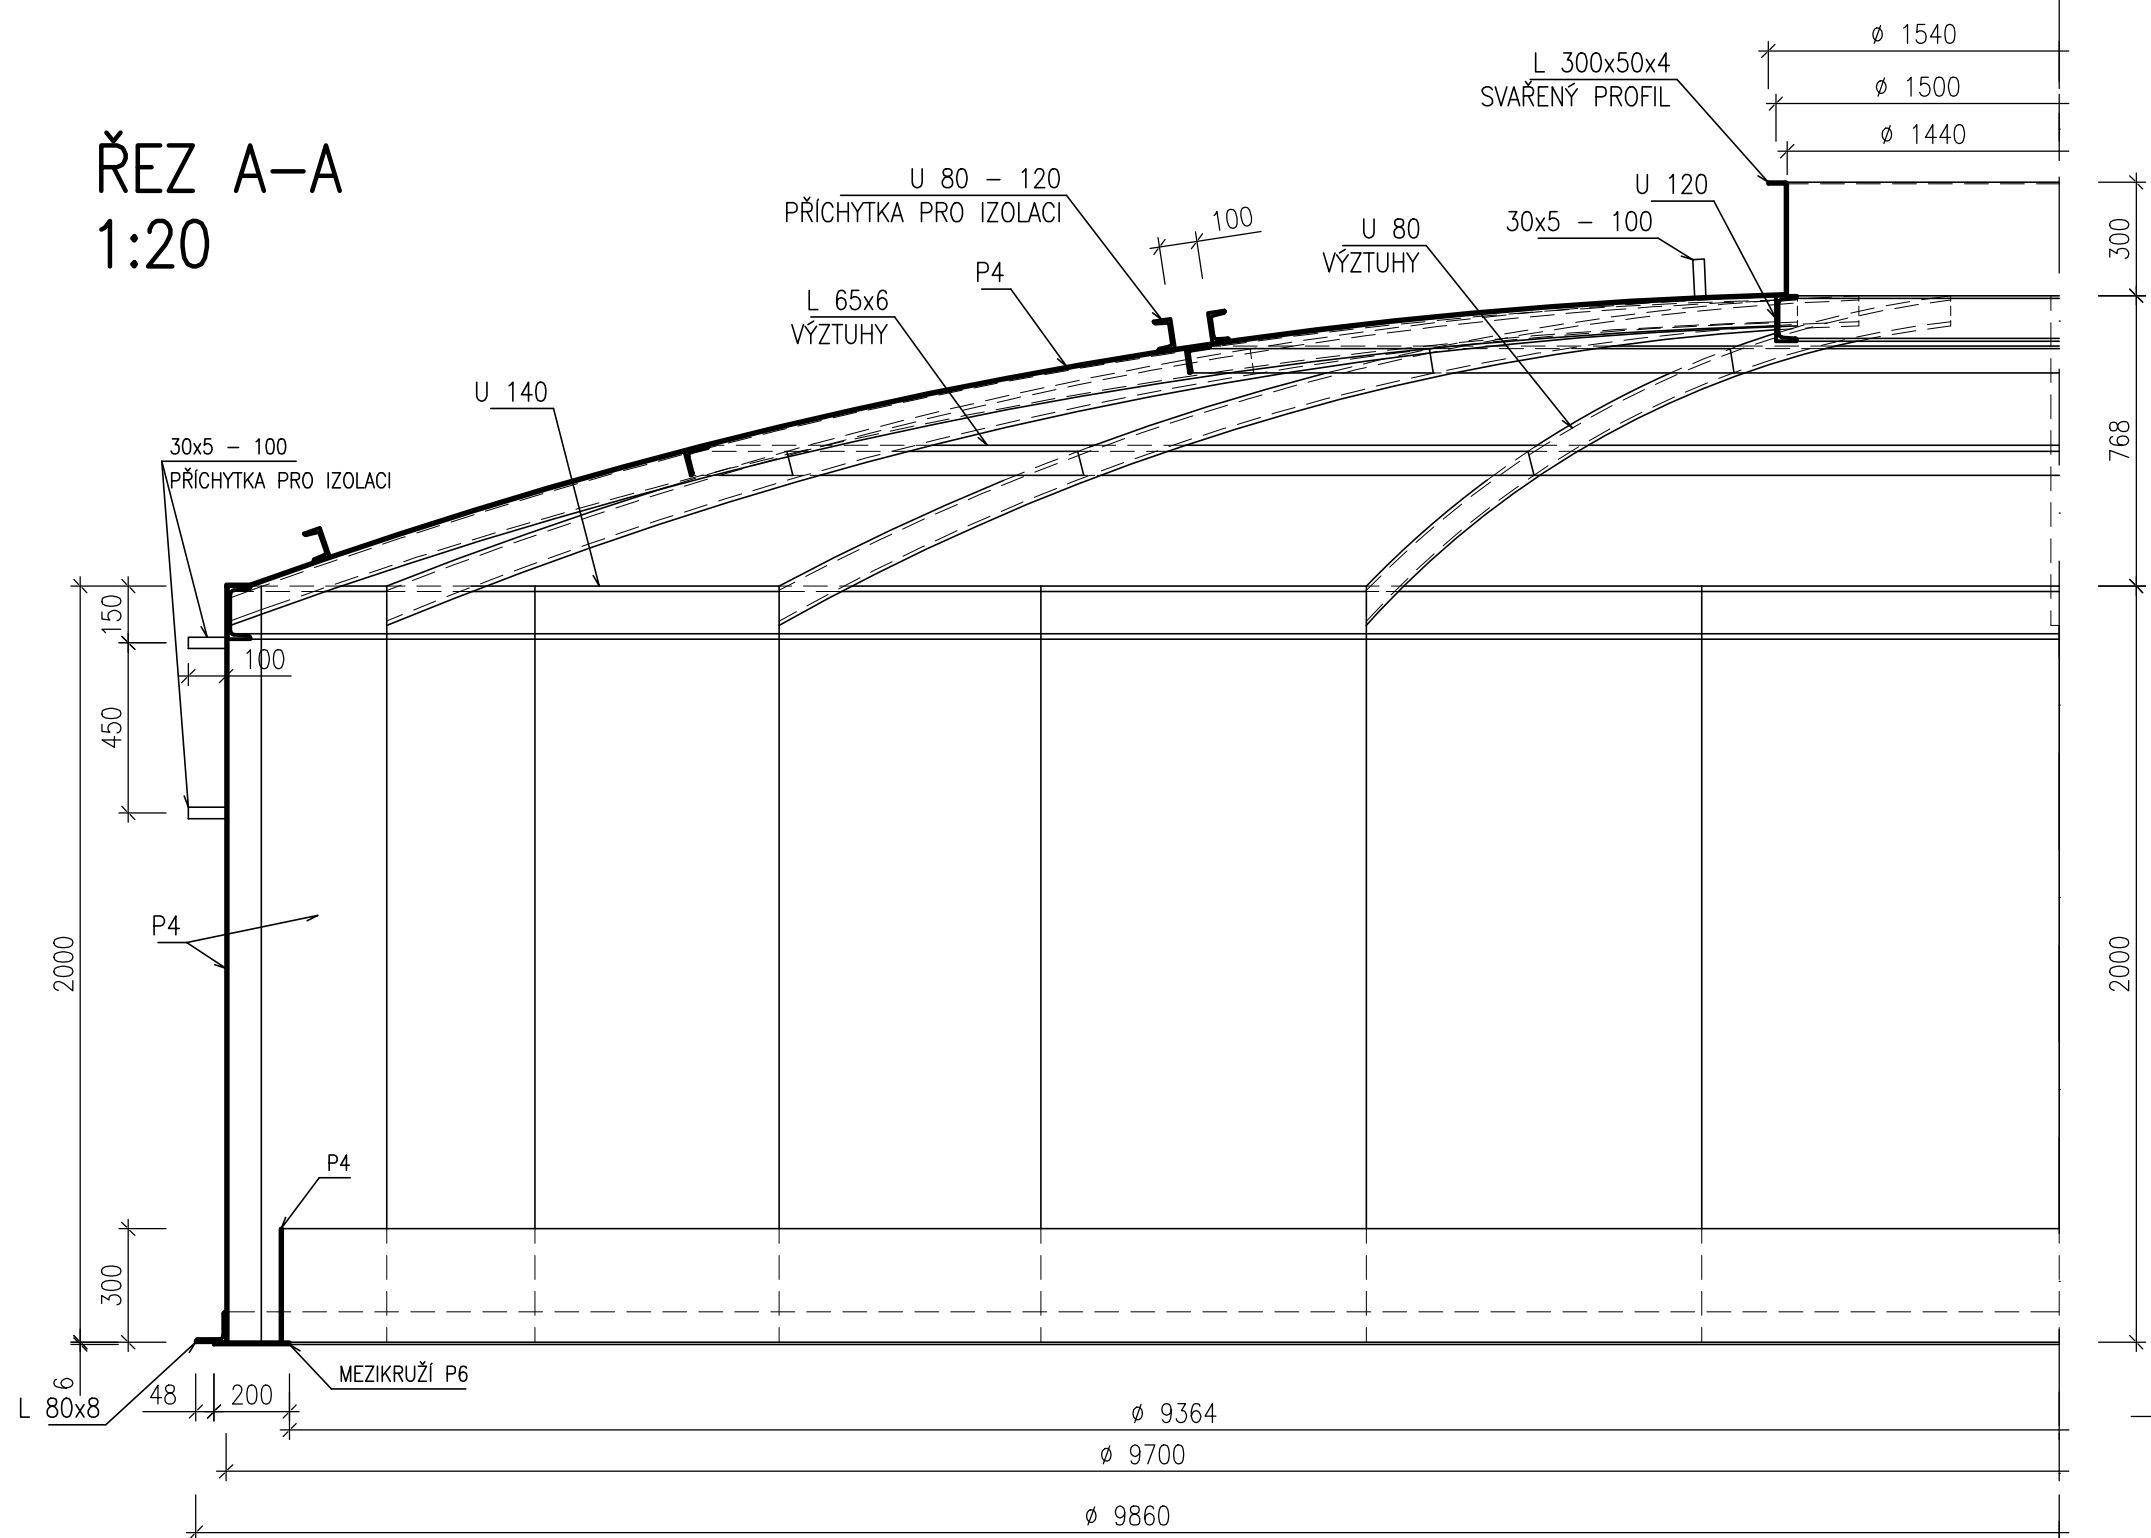 ŘEZ A-A
1:20
ø 1540
L 300x50x4
SVAŘENÝ PROFIL
ø 1500
ø 1440
U 80 - 120
PŘÍCHYTKA PRO IZOLACI
100
U 120
30x5 - 100
U 80
VÝZTUHY
300
P4
L 65x6
VÝZTUHY
U 140
768
30x5 - 100
PŘÍCHYTKA PRO IZOLACI
150
100
450
P4
2000
2000
P4
300
MEZIKRUŽÍ P6
6
L 80x8
48
200
ø 9364
ø 9700
ø 9860